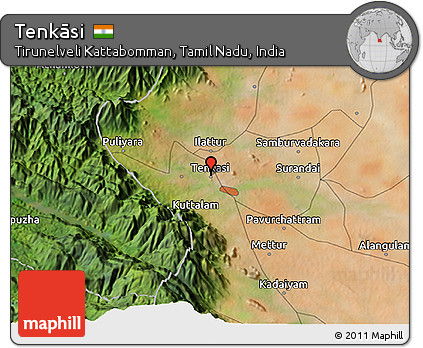 Tenkāsi
Tirunelveli Kattabomman, Tamil Nadu, India
Puliyara
Ilattur
Samburvadakara
Tenkasi
Surandai
Kuttalam
Pavurchattram
puzha
Mettur
Alangulam
Kadaiyam
maphill
© 2011 Maphill